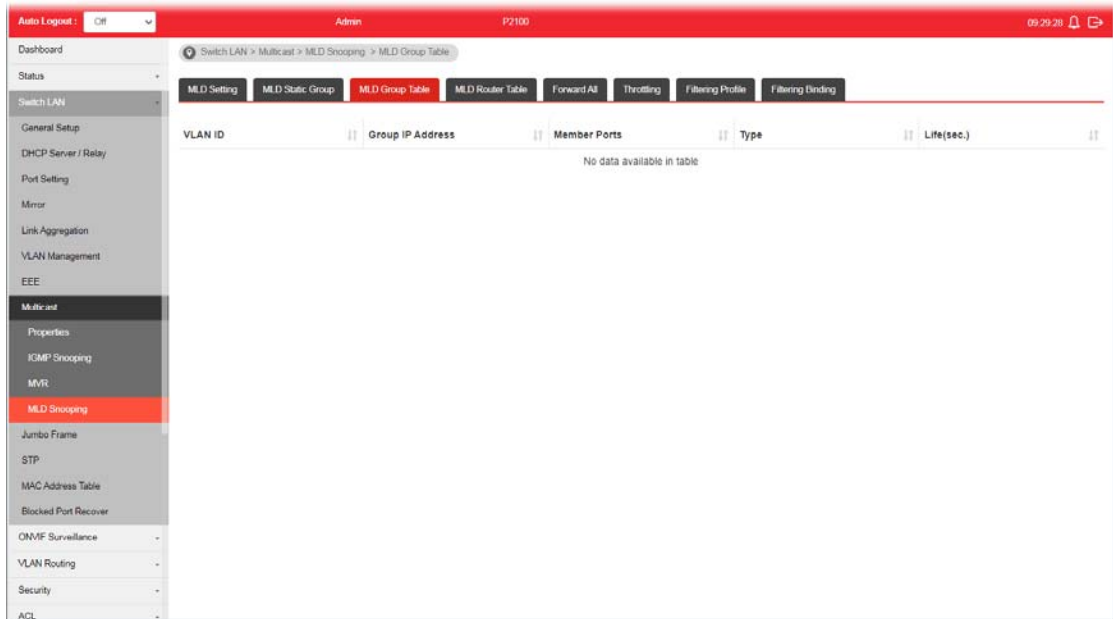 Auto Logout : Off Admin P2100 09:29:28
Dashboard
Status
Switch LAN
General Setup
DHCP Server / Relay
Port Setting
Mirror
Link Aggregation
VLAN Management
EEE
Multicast
Properties
IGMP Snooping
MVR
MLD Snooping
Jumbo Frame
STP
MAC Address Table
Blocked Port Recover
ONVIF Surveillance
VLAN Routing
Security
ACL
Switch LAN > Multicast > MLD Snooping > MLD Group Table
MLD Setting MLD Static Group MLD Group Table MLD Router Table Forward All Throttling Filtering Profile Filtering Binding
VLAN ID Group IP Address Member Ports Type Life(sec.)
No data available in table